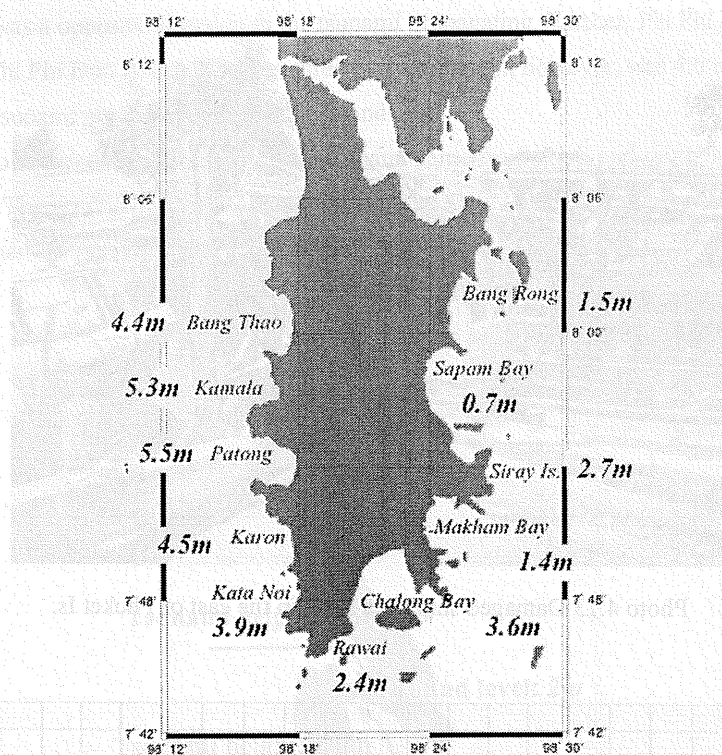 98° 12' 98° 18' 98° 24' 98° 30'
8° 12' 8° 12'
8° 06' 8° 06'
Bang Rong 1.5m
4.4m Bang Thao
8° 00'
Sapam Bay
5.3m Kamala
0.7m
5.5m Patong
Siray Is. 2.7m
Makham Bay
4.5m Karon
1.4m
Kata Noi
7° 48' Chalong Bay 7° 48'
3.9m 3.6m
Rawai
2.4m
7° 42' 7° 42'
98° 12' 98° 18' 98° 24' 98° 30'